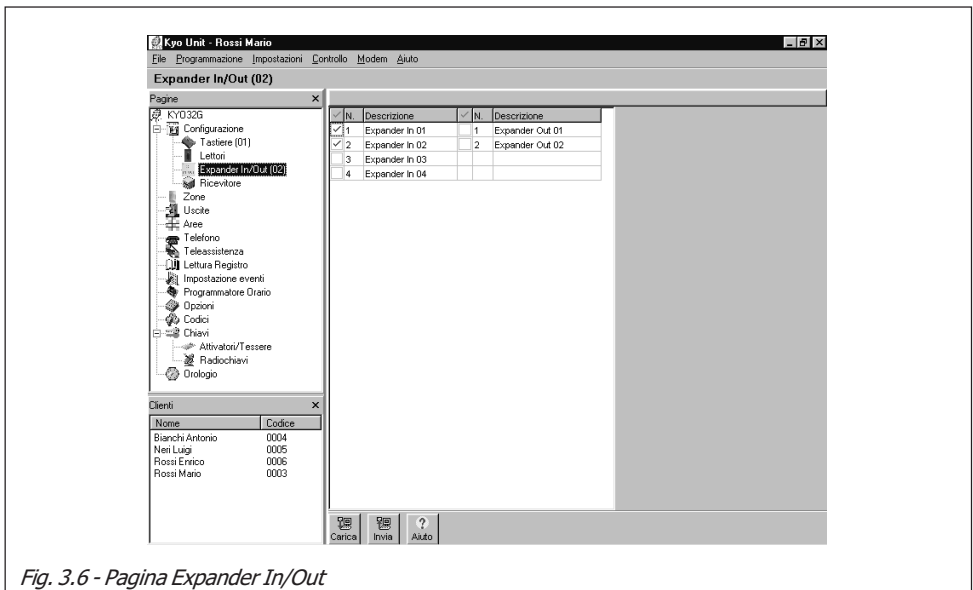 Kyo Unit - Rossi Mario
File Programmazione Impostazioni Controllo Modem Aiuto
Expander In/Out (02)
Pagine
KYO32G
Configurazione
Tastiere (01)
Lettori
Expander In/Out (02)
Ricevitore
Zone
Uscite
Aree
Telefono
Teleassistenza
Lettura Registro
Impostazione eventi
Programmatore Orario
Opzioni
Codici
Chiavi
Attivatori/Tessere
Radiochiavi
Orologio
Clienti
Nome Codice
Bianchi Antonio 0004
Neri Luigi 0005
Rossi Enrico 0006
Rossi Mario 0003
N. Descrizione N. Descrizione
1 Expander In 01 1 Expander Out 01
2 Expander In 02 2 Expander Out 02
3 Expander In 03
4 Expander In 04
Carica Invia Aiuto
Fig. 3.6 - Pagina Expander In/Out